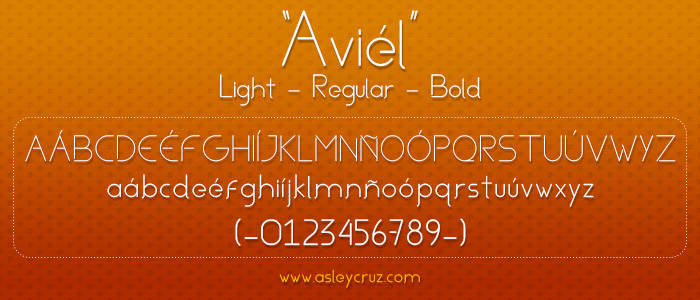 "Aviél"
Light - Regular - Bold
AÁBCDEÉFGHIÍJKLMNÑOÓPQRSTUÚVWYZ
aábcdeéfghiíjklmnñoópqrstuúvwxyz
(-0123456789-)
www.asleycruz.com